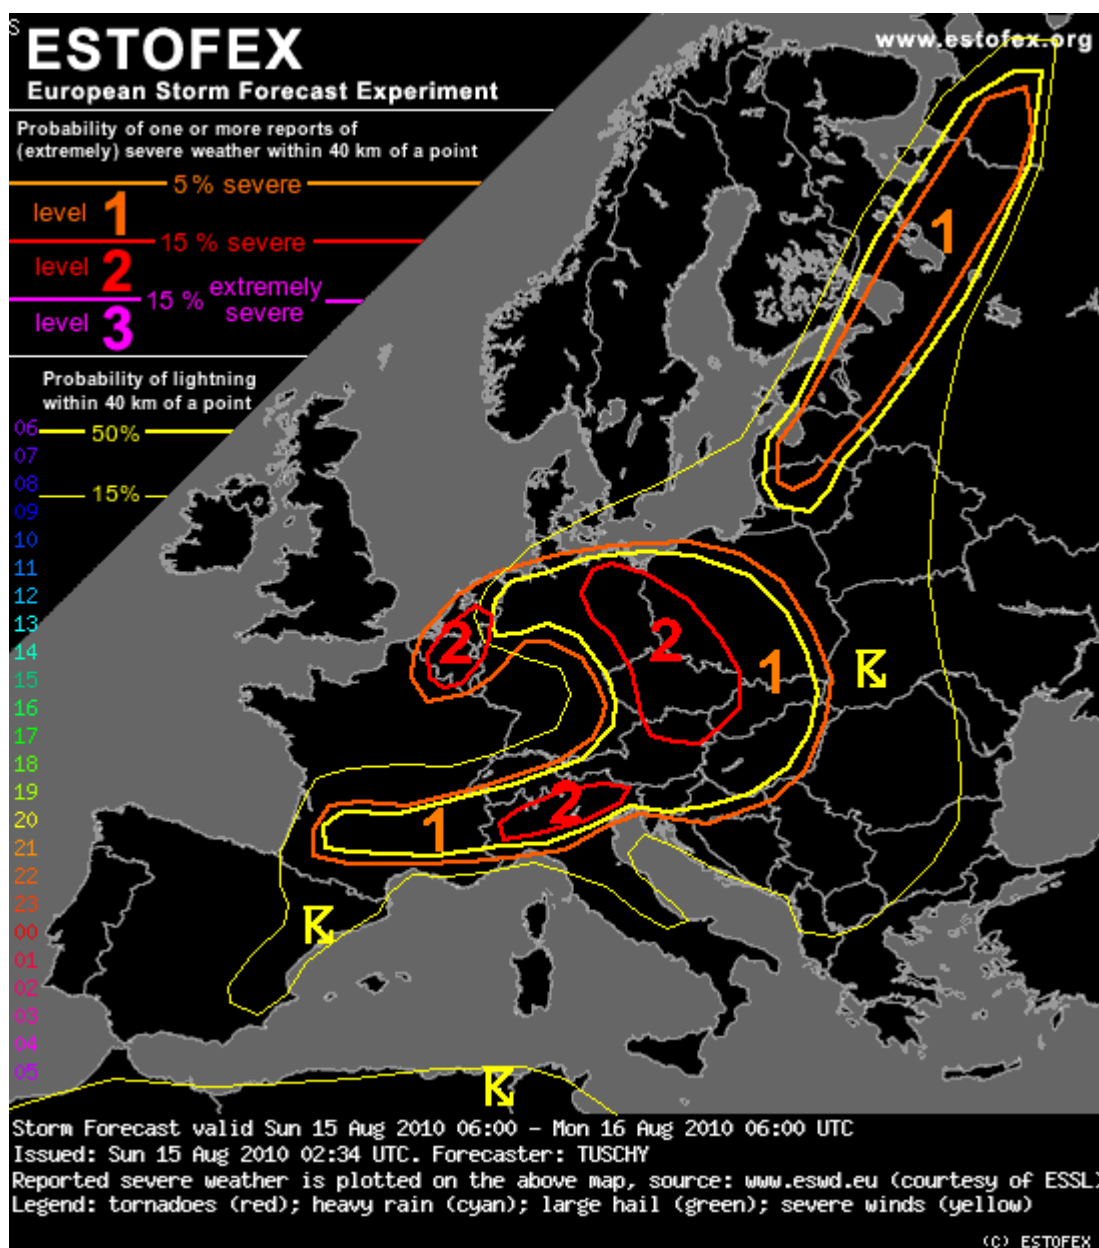 S
ESTOFEX
www.estofex.org
European Storm Forecast Experiment
Probability of one or more reports of
(extremely) severe weather within 40 km of a point
5% severe
level 1
15 % severe
level 2
15 % extremely severe
level 3
Probability of lightning
within 40 km of a point
50%
15%
06
07
08
09
10
11
12
13
14
15
16
17
18
19
20
21
22
23
00
01
02
03
04
05
1
2
2
1
2
1
Storm Forecast valid Sun 15 Aug 2010 06:00 - Mon 16 Aug 2010 06:00 UTC
Issued: Sun 15 Aug 2010 02:34 UTC. Forecaster: TUSCHY
Reported severe weather is plotted on the above map, source: www.eswd.eu (courtesy of ESSL)
Legend: tornadoes (red); heavy rain (cyan); large hail (green); severe winds (yellow)
(C) ESTOFEX